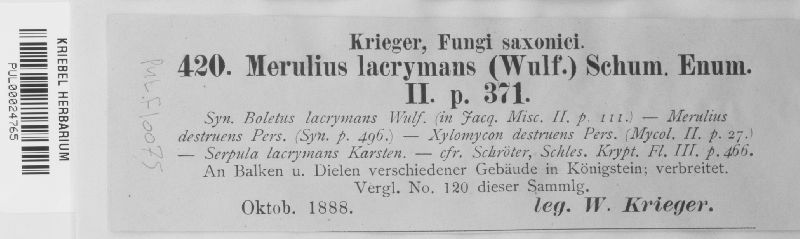 Krieger, Fungi saxonici.
420. Merulius lacrymans (Wulf.) Schum. Enum.
II. p. 371.
Syn. Boletus lacrymans Wulf. (in Jacq. Misc. II. p. 111.) — Merulius
destruens Pers. (Syn. p. 496.) — Xylomycon destruens Pers. (Mycol. II. p. 27.)
— Serpula lacrymans Karsten. — cfr. Schröter, Schles. Krypt. Fl. III. p. 466.
An Balken u. Dielen verschiedener Gebäude in Königstein; verbreitet.
Vergl. No. 120 dieser Sammlg.
Oktob. 1888. leg. W. Krieger.
KRIEBEL HERBARIUM
PUL00024765